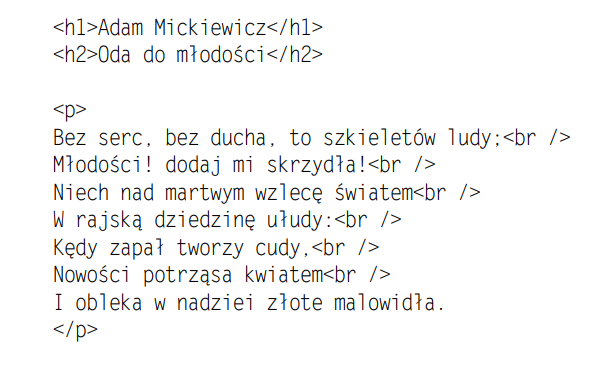 <h1>Adam Mickiewicz</h1>
<h2>Oda do młodości</h2>
<p>
Bez serc, bez ducha, to szkieletów ludy;<br />
Młodości! dodaj mi skrzydła!<br />
Niech nad martwym wzlecę światem<br />
W rajską dziedzinę ułudy:<br />
Kędy zapał tworzy cudy,<br />
Nowości potrząsa kwiatem<br />
I obleka w nadziei złote malowidła.
</p>